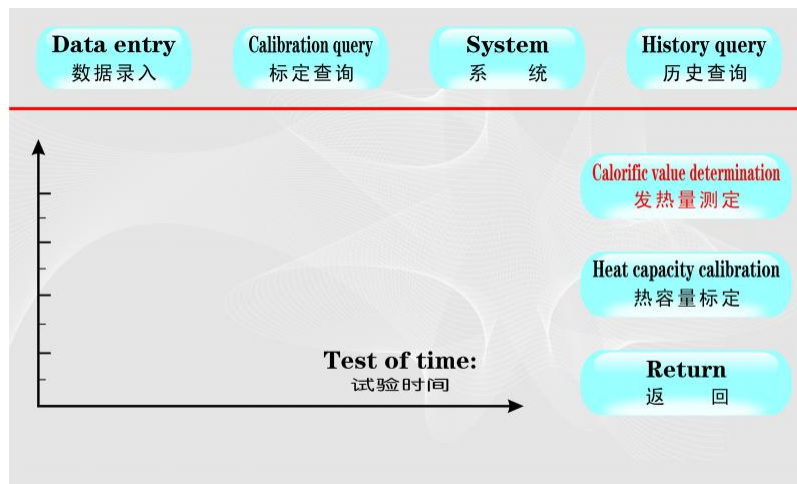 Data entry
数据录入
Calibration query
标定查询
System
系 统
History query
历史查询
Calorific value determination
发热量测定
Heat capacity calibration
热容量标定
Test of time:
试验时间
Return
返 回